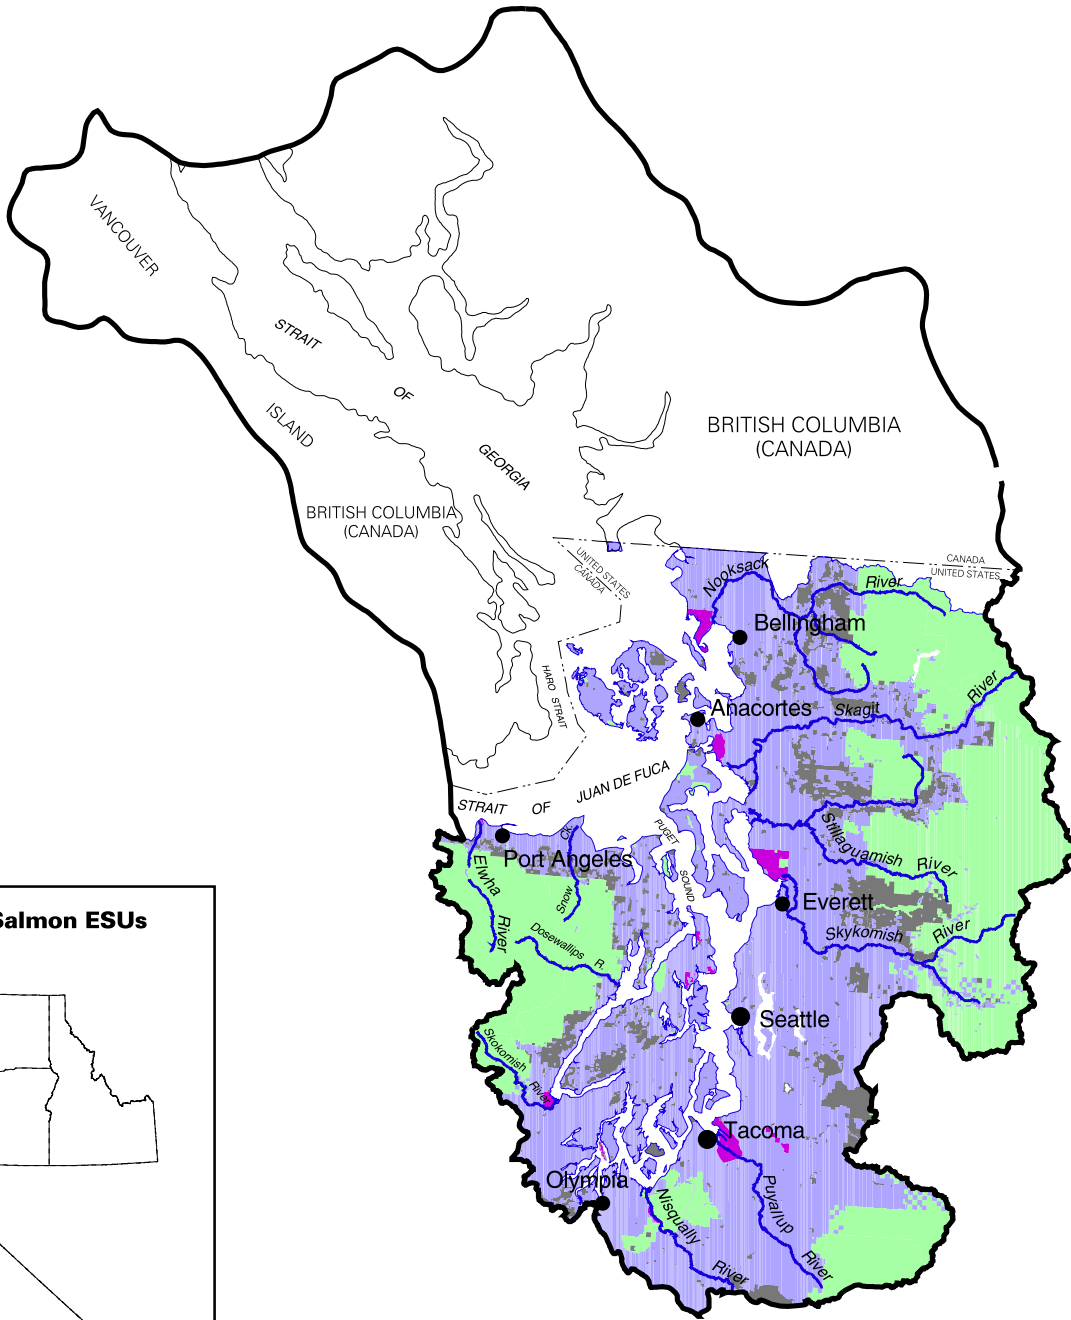 VANCOUVER
STRAIT
OF
ISLAND
GEORGIA
BRITISH COLUMBIA
(CANADA)
BRITISH COLUMBIA
(CANADA)
UNITED STATES
CANADA
CANADA
UNITED STATES
Nooksack
River
Bellingham
HARO STRAIT
River
Anacortes
Skagit
JUAN DE FUCA
STRAIT
OF
PUGET
SOUND
Ck.
Snow
Port Angeles
Elwha
River
Stillaguamish
River
Everett
Skykomish
River
Dosewallips
R.
Salmon ESUs
Seattle
Skokomish
River
Tacoma
Olympia
Nisqually
River
Puyallup
River